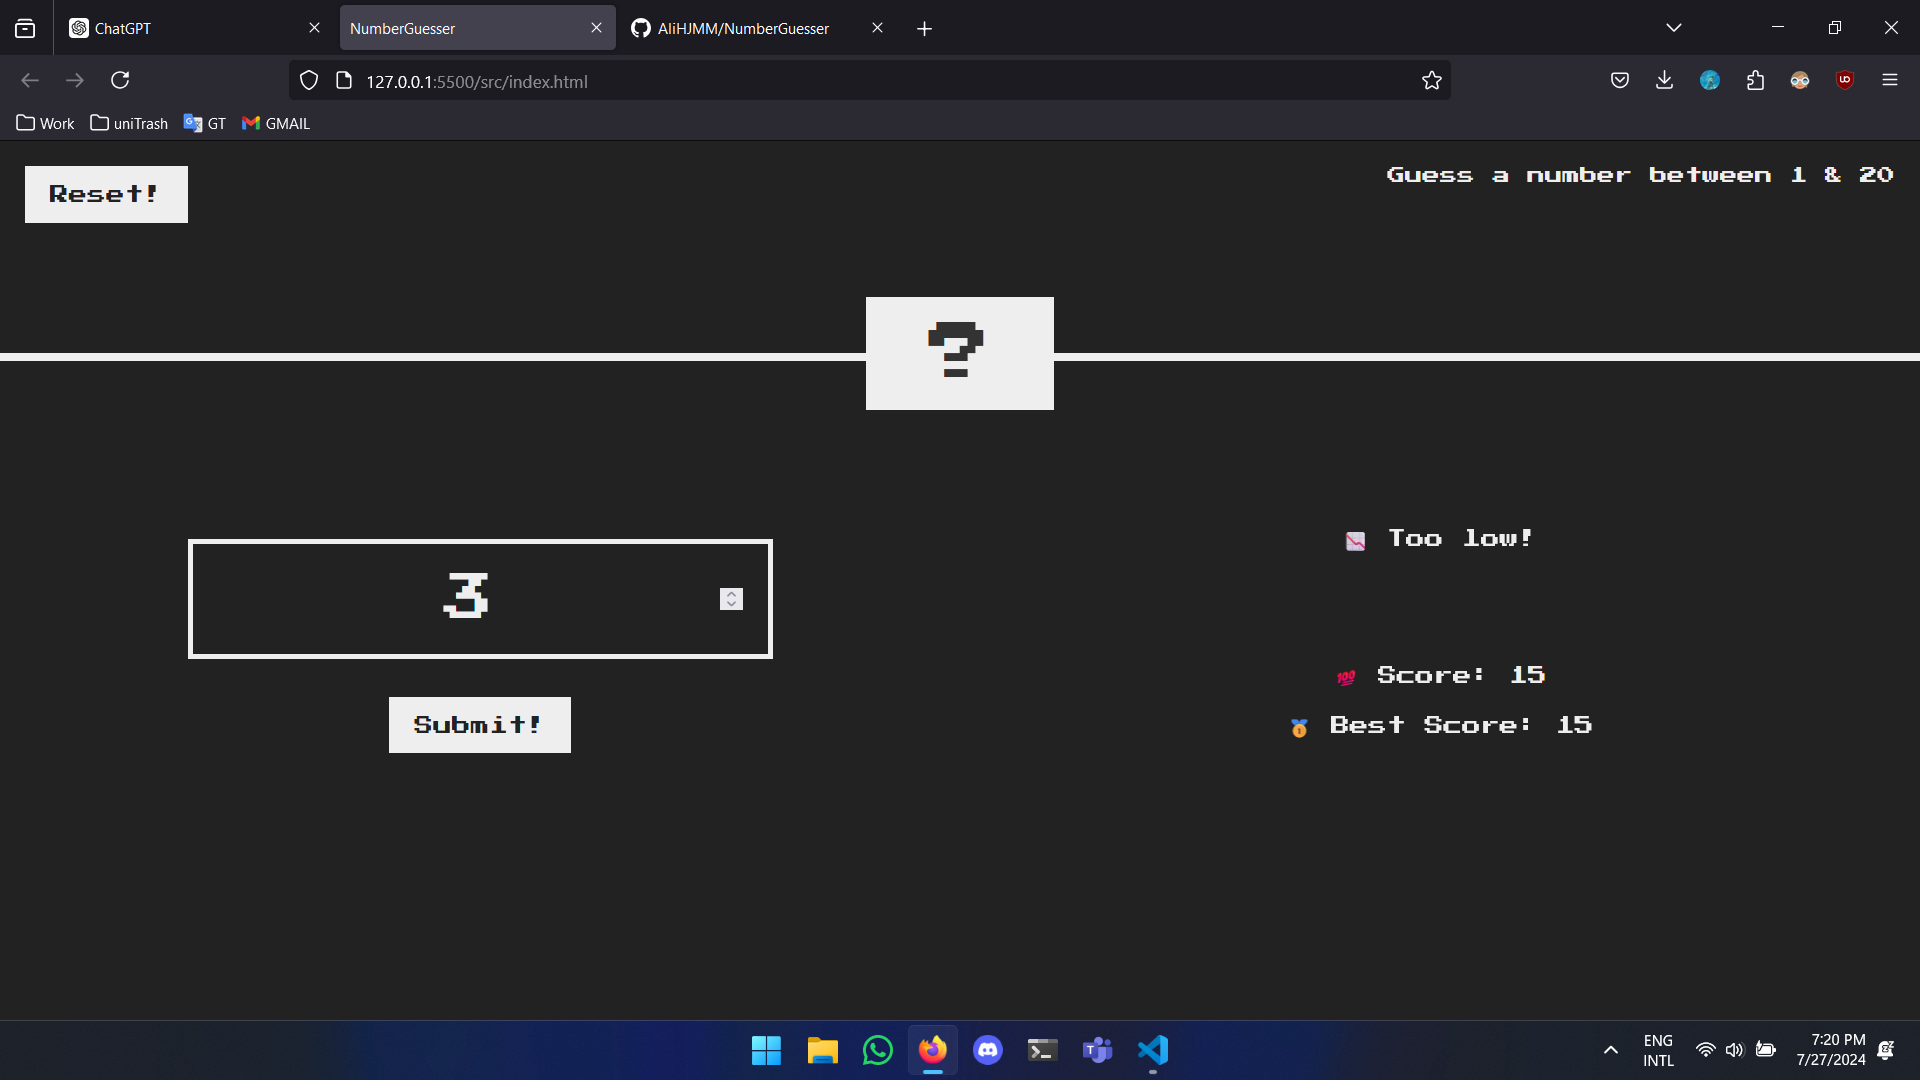 ChatGPT
NumberGuesser
AliHJMM/NumberGuesser
127.0.0.1:5500/src/index.html
Work
uniTrash
GT
GMAIL
Reset!
Guess a number between 1 & 20
?
3
Submit!
📉 Too low!
💯 Score: 15
🥇 Best Score: 15
ENG
INTL
7:20 PM
7/27/2024